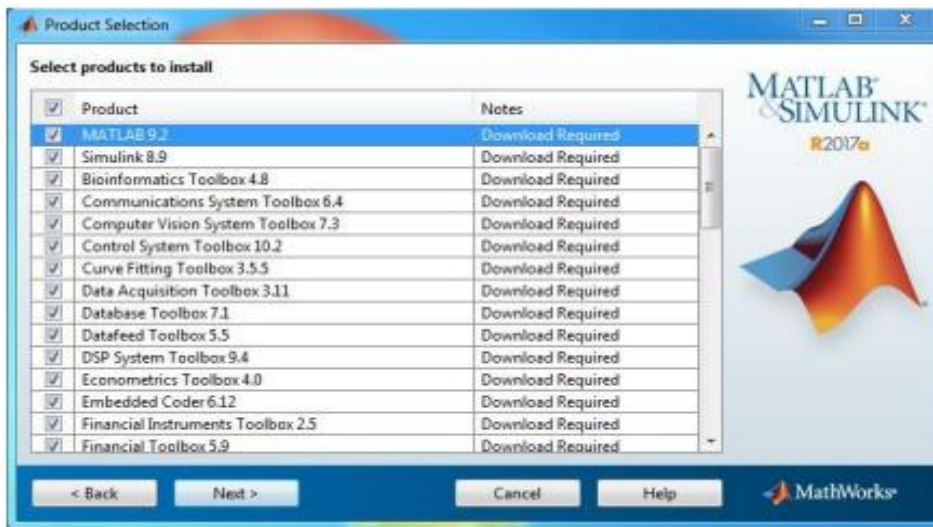 Product Selection
Select products to install
Product Notes
MATLAB 9.2 Download Required
Simulink 8.9 Download Required
Bioinformatics Toolbox 4.8 Download Required
Communications System Toolbox 6.4 Download Required
Computer Vision System Toolbox 7.3 Download Required
Control System Toolbox 10.2 Download Required
Curve Fitting Toolbox 3.5.5 Download Required
Data Acquisition Toolbox 3.11 Download Required
Database Toolbox 7.1 Download Required
Datafeed Toolbox 5.5 Download Required
DSP System Toolbox 9.4 Download Required
Econometrics Toolbox 4.0 Download Required
Embedded Coder 6.12 Download Required
Financial Instruments Toolbox 2.5 Download Required
Financial Toolbox 5.9 Download Required
MATLAB®
&SIMULINK®
R2017a
< Back Next > Cancel Help
MathWorks®